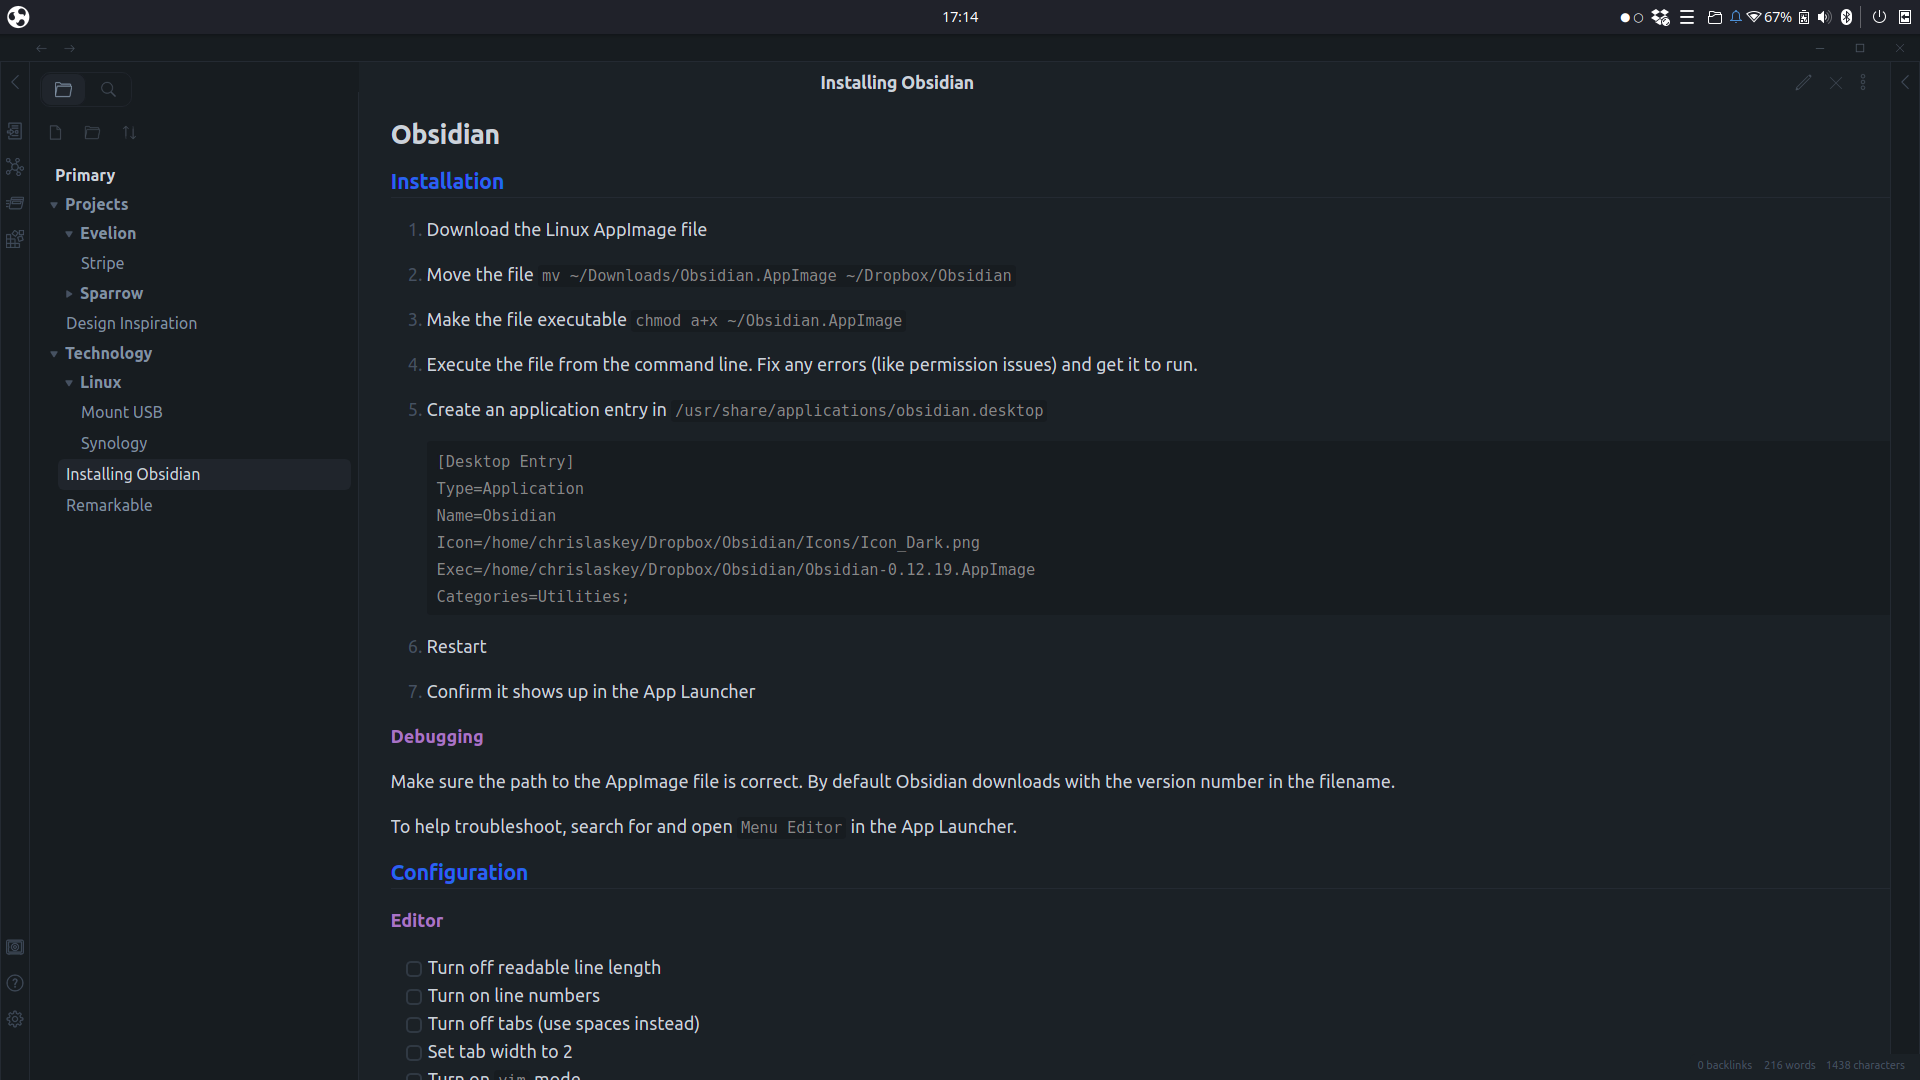 17:14
67%
Installing Obsidian
Primary
Projects
Evelion
Stripe
Sparrow
Design Inspiration
Technology
Linux
Mount USB
Synology
Installing Obsidian
Remarkable
Obsidian
Installation
1. Download the Linux AppImage file
2. Move the file mv ~/Downloads/Obsidian.AppImage ~/Dropbox/Obsidian
3. Make the file executable chmod a+x ~/Obsidian.AppImage
4. Execute the file from the command line. Fix any errors (like permission issues) and get it to run.
5. Create an application entry in /usr/share/applications/obsidian.desktop
[Desktop Entry]
Type=Application
Name=Obsidian
Icon=/home/chrislaskey/Dropbox/Obsidian/Icons/Icon_Dark.png
Exec=/home/chrislaskey/Dropbox/Obsidian/Obsidian-0.12.19.AppImage
Categories=Utilities;
6. Restart
7. Confirm it shows up in the App Launcher
Debugging
Make sure the path to the AppImage file is correct. By default Obsidian downloads with the version number in the filename.
To help troubleshoot, search for and open Menu Editor in the App Launcher.
Configuration
Editor
Turn off readable line length
Turn on line numbers
Turn off tabs (use spaces instead)
Set tab width to 2
Turn on vim mode
0 backlinks 216 words 1438 characters